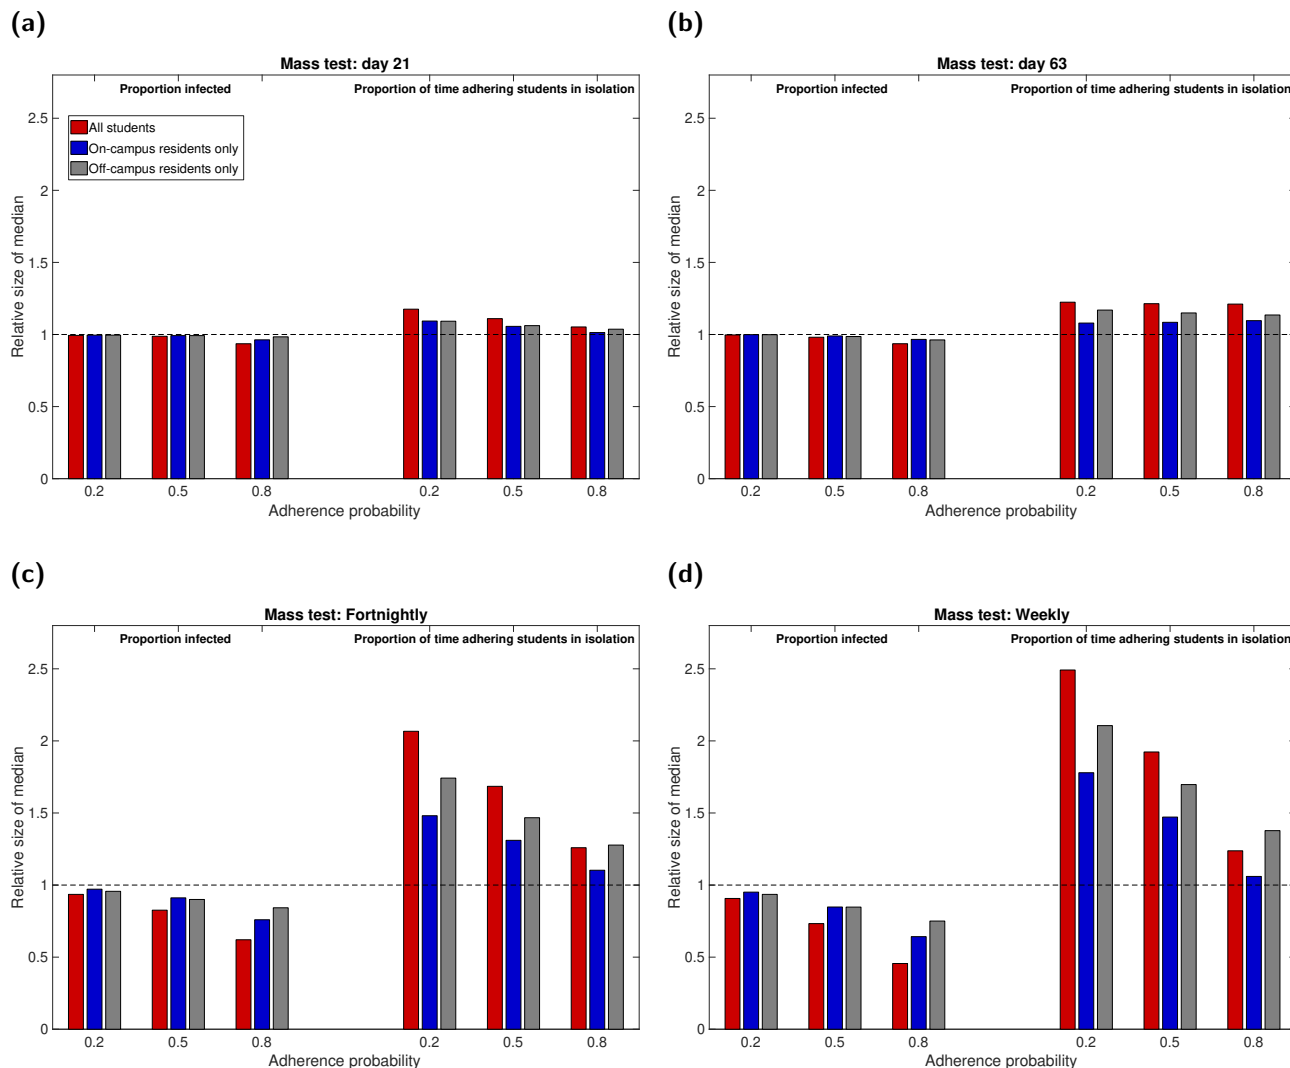 (a)
Mass test: day 21
Proportion infected
Proportion of time adhering students in isolation
All students
On-campus residents only
Off-campus residents only
Relative size of median
2.5
2
1.5
1
0.5
0
0.2
0.5
0.8
0.2
0.5
0.8
Adherence probability
(b)
Mass test: day 63
Proportion infected
Proportion of time adhering students in isolation
Relative size of median
2.5
2
1.5
1
0.5
0
0.2
0.5
0.8
0.2
0.5
0.8
Adherence probability
(c)
Mass test: Fortnightly
Proportion infected
Proportion of time adhering students in isolation
Relative size of median
2.5
2
1.5
1
0.5
0
0.2
0.5
0.8
0.2
0.5
0.8
Adherence probability
(d)
Mass test: Weekly
Proportion infected
Proportion of time adhering students in isolation
Relative size of median
2.5
2
1.5
1
0.5
0
0.2
0.5
0.8
0.2
0.5
0.8
Adherence probability